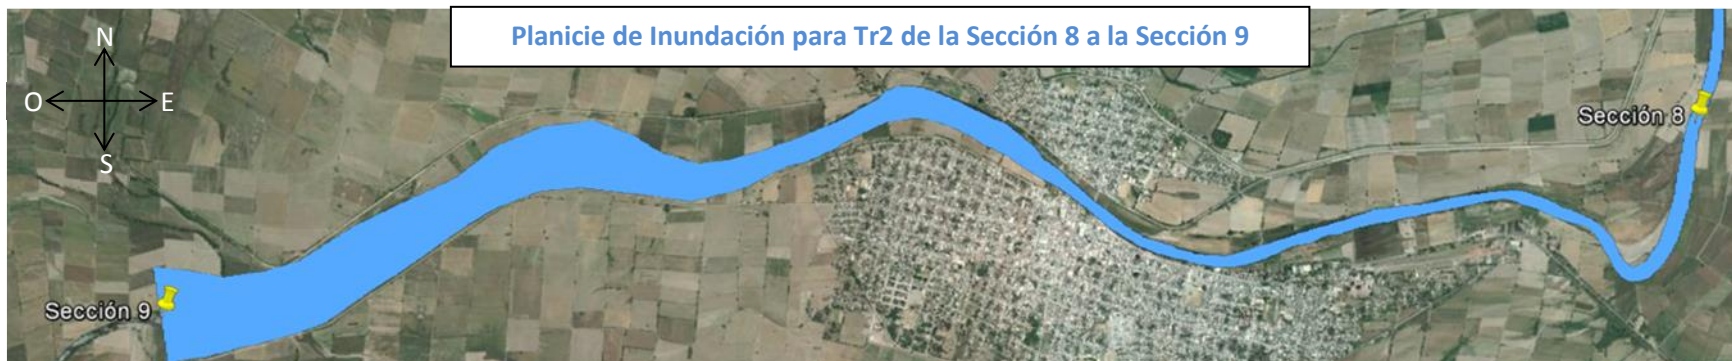 Planicie de Inundación para Tr2 de la Sección 8 a la Sección 9
N
O
E
S
Sección 8
Sección 9